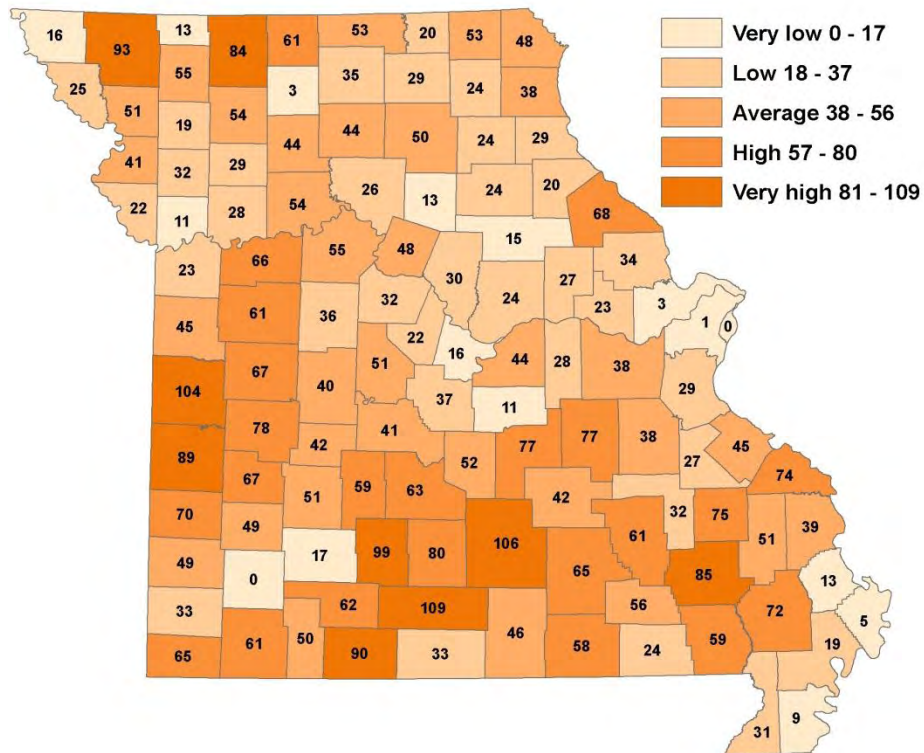 16 93 13 84 61 53 20 53 48
Very low 0 - 17
25 55 3 35 29 24 38
Low 18 - 37
51 19 54
Average 38 - 56
44 44 50 24 29
41 32 29
High 57 - 80
26 13 24 20
22 11 28 54 68
Very high 81 - 109
15
66 55 48
23 30 27 34
61 36 32 24 23 3
45 22 1 0
16
67 51 44 28 38
104 40 37 11 29
78 42 41
89 67 52 77 77 38 27 45
74
70 51 59 63 42
49 32 75 51 39
49 17 99 80 106 61
0 65 85 13
33 62 109 56 72 5
65 61 50 90 33 46 58 24 59 19
31 9